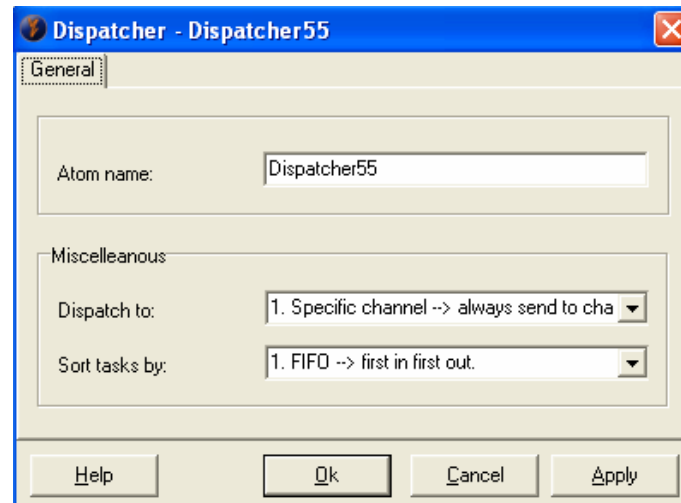 Dispatcher - Dispatcher55
General
Atom name: Dispatcher55
Miscelleanous
Dispatch to: 1. Specific channel --> always send to cha
Sort tasks by: 1. FIFO --> first in first out.
Help Ok Cancel Apply